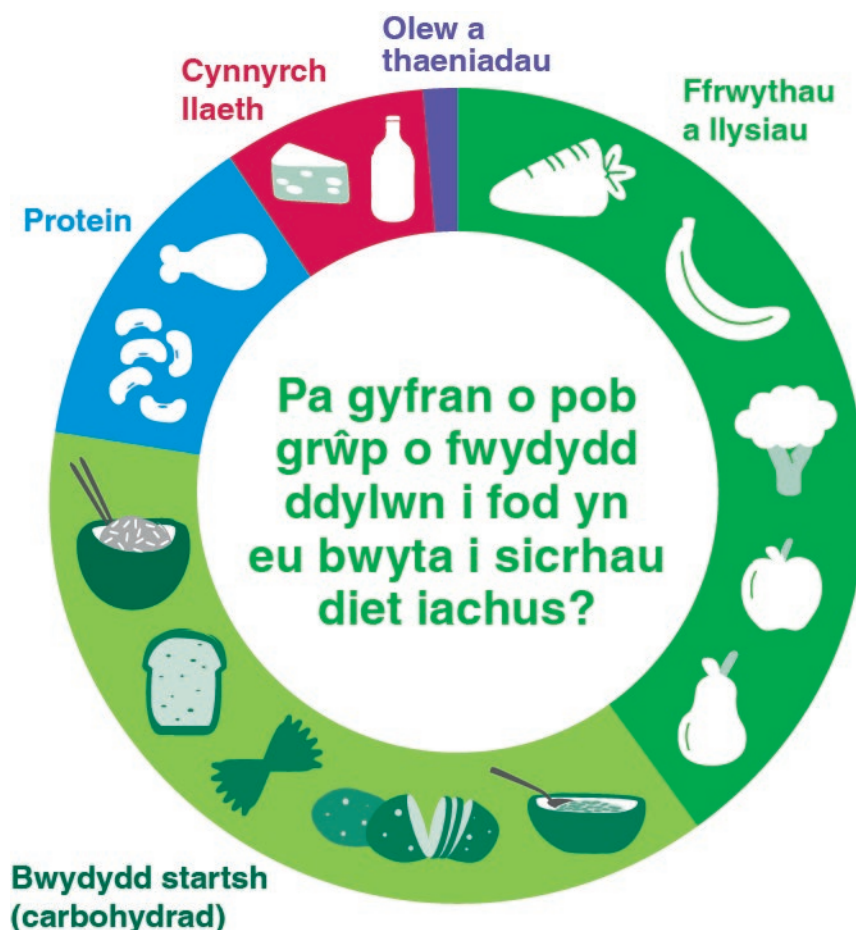 Olew a
thaeniadau
Cynnyrch
llaeth
Ffrwythau
a llysiau
Protein
Pa gyfran o pob
grŵp o fwydydd
ddylwn i fod yn
eu bwyta i sicrhau
diet iachus?
Bwydydd startsh
(carbohydrad)